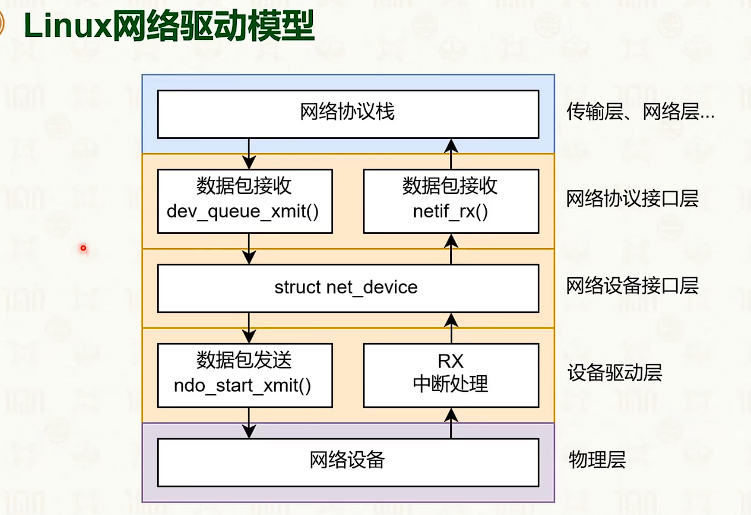 Linux网络驱动模型
网络协议栈
传输层、网络层...
数据包接收
dev_queue_xmit()
数据包接收
netif_rx()
网络协议接口层
struct net_device
网络设备接口层
数据包发送
ndo_start_xmit()
RX
中断处理
设备驱动层
网络设备
物理层